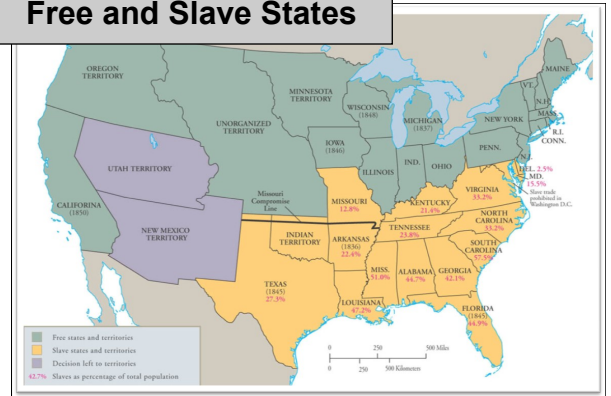 Free and Slave States
OREGON
TERRITORY
MINNESOTA
TERRITORY
UNORGANIZED
TERRITORY
WISCONSIN
(1848)
MICHIGAN
(1837)
MAINE
VT.
N.H.
MASS.
NEW YORK
R.I.
CONN.
IOWA
(1846)
PENN.
N.J.
UTAH TERRITORY
ILLINOIS
IND.
OHIO
DEL. 2.5%
MD.
15.5%
Slave trade
prohibited in
Washington D.C.
CALIFORINA
(1850)
Missouri
Compromise
Line
MISSOURI
12.8%
KENTUCKY
21.4%
VIRGINIA
33.2%
NEW MEXICO
TERRITORY
INDIAN
TERRITORY
ARKANSAS
(1836)
22.4%
TENNESSEE
23.8%
NORTH
CAROLINA
33.2%
SOUTH
CAROLINA
57.5%
TEXAS
(1845)
27.3%
MISS.
51.0%
ALABAMA
44.7%
GEORGIA
42.1%
LOUISIANA
47.2%
FLORIDA
(1845)
44.9%
Free states and territories
Slave states and territories
Decision left to territories
42.7% Slaves as percentage of total population
0 250 500 Miles
0 250 500 Kilometers